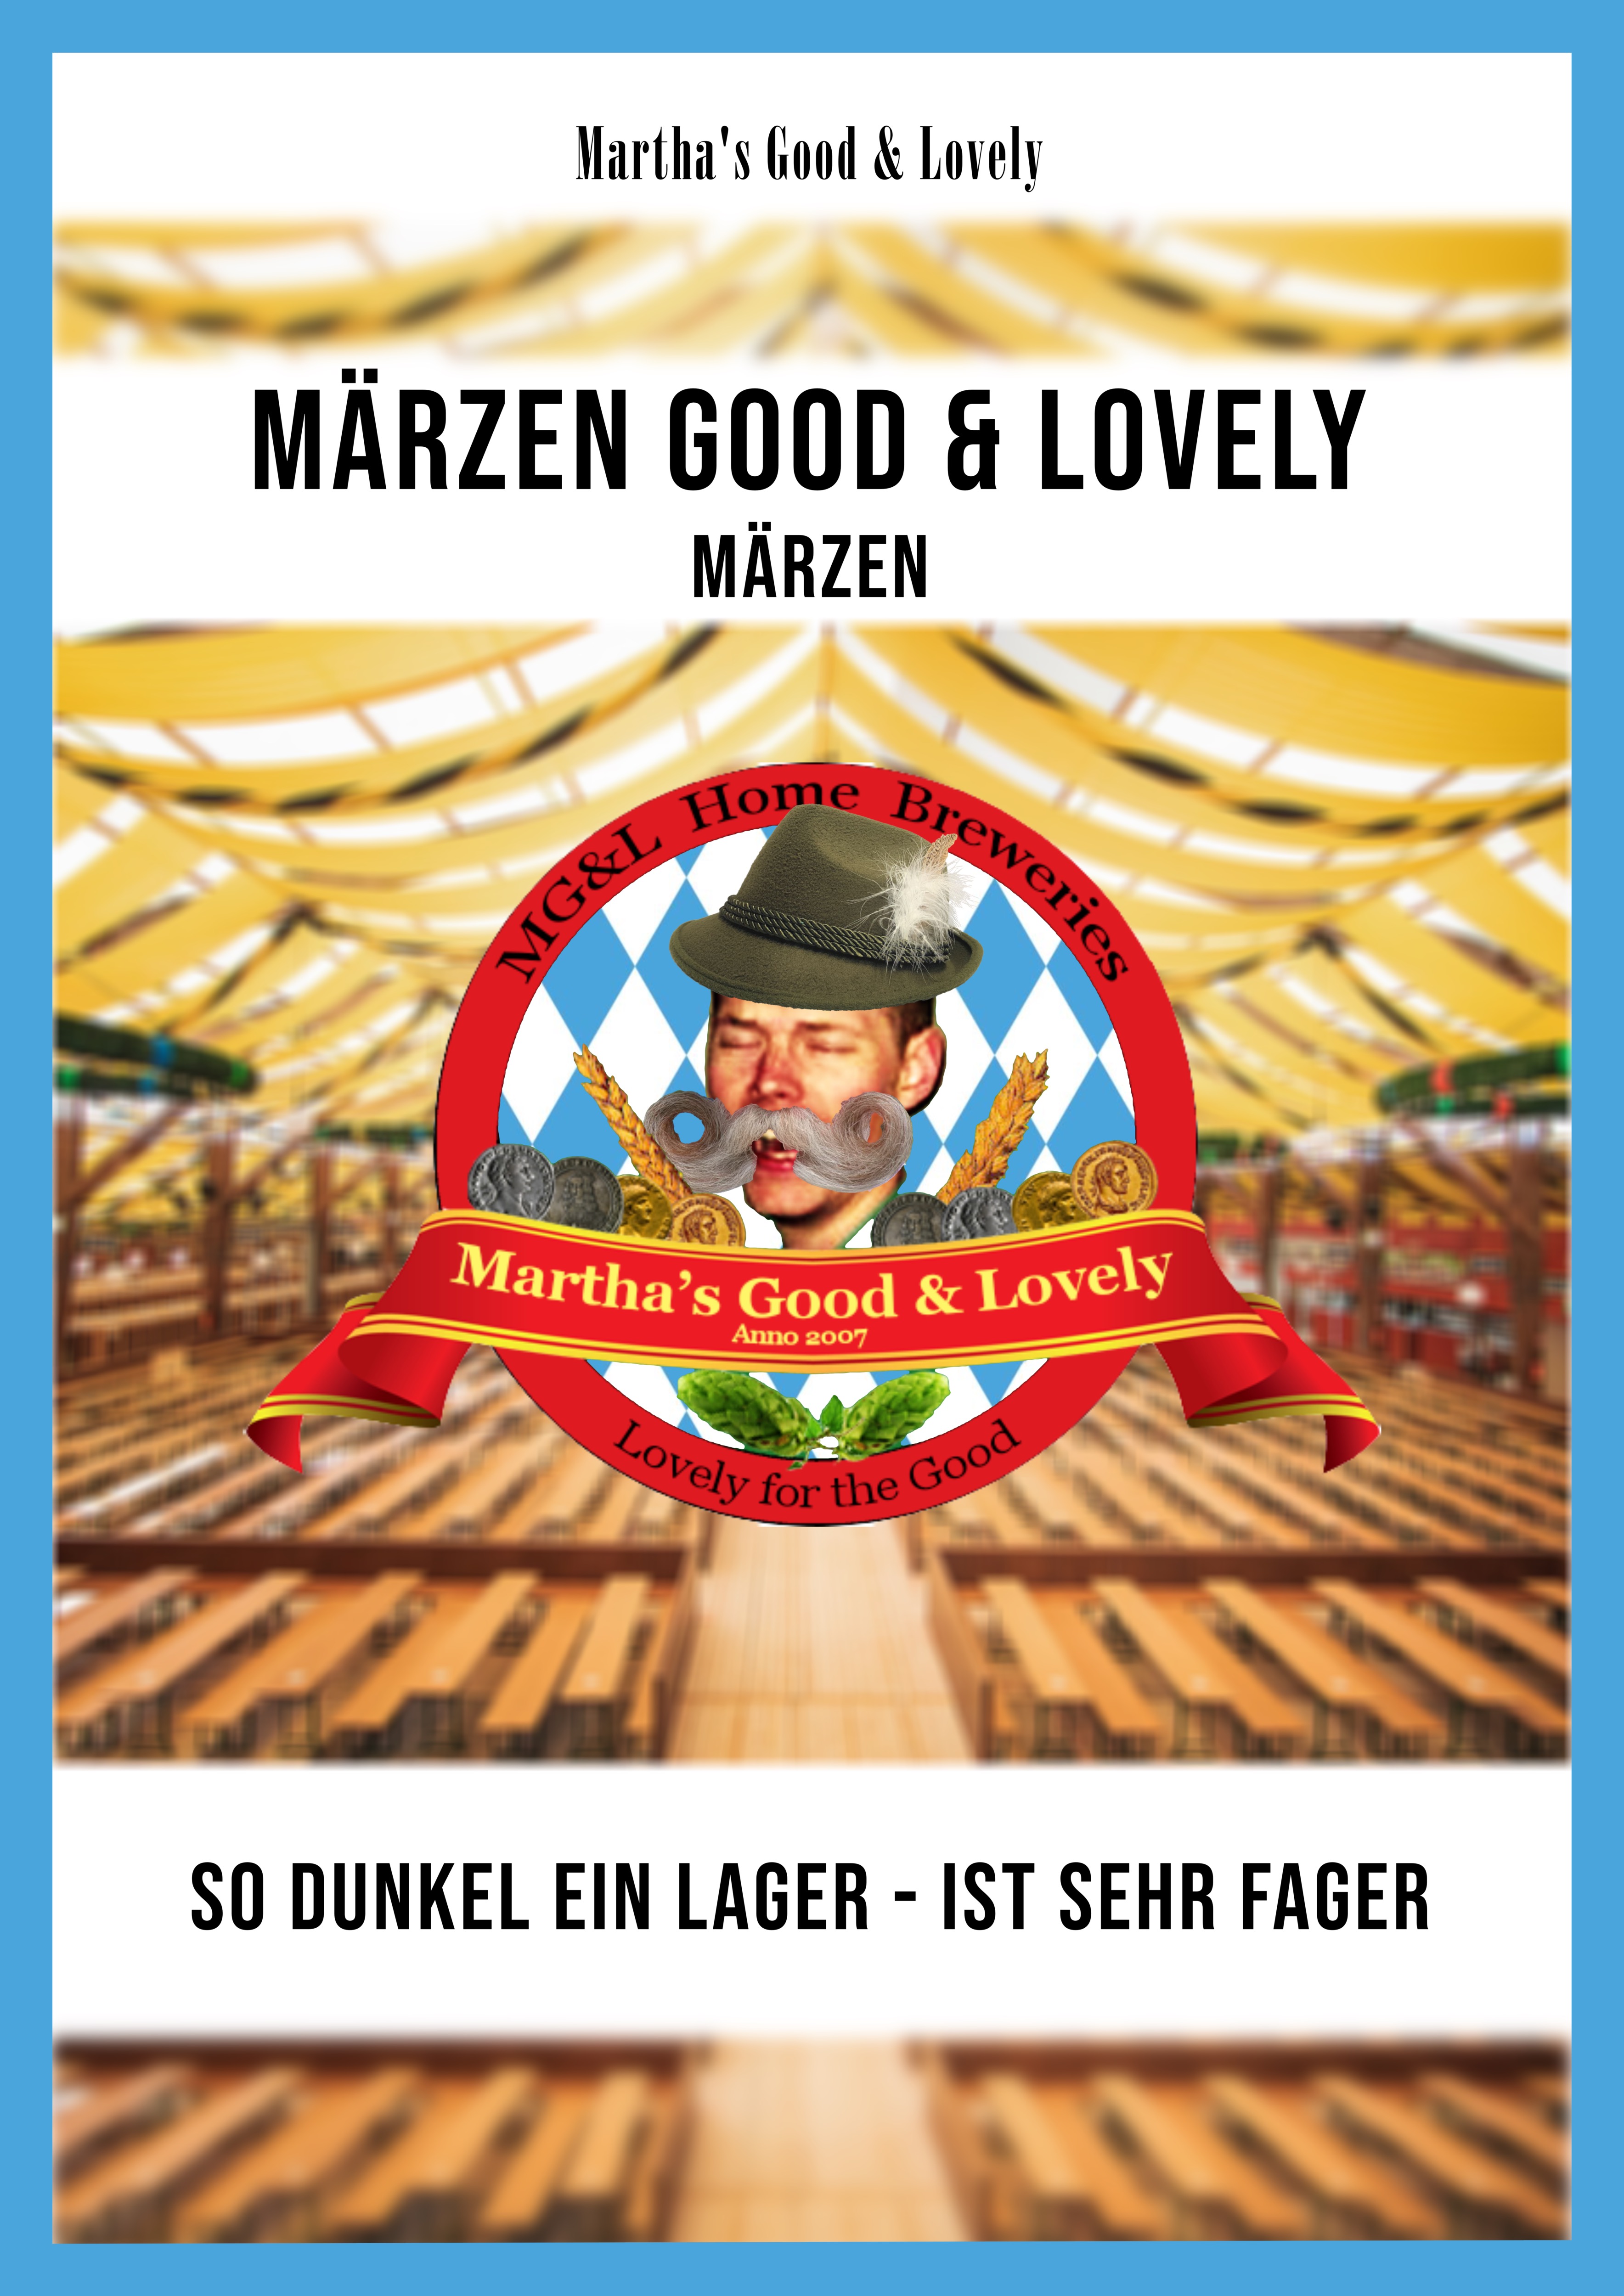 Martha's Good & Lovely
MÄRZEN GOOD & LOVELY
MÄRZEN
MG&L Home Breweries
Martha’s Good & Lovely
Anno 2007
Lovely for the Good
SO DUNKEL EIN LAGER - IST SEHR FAGER